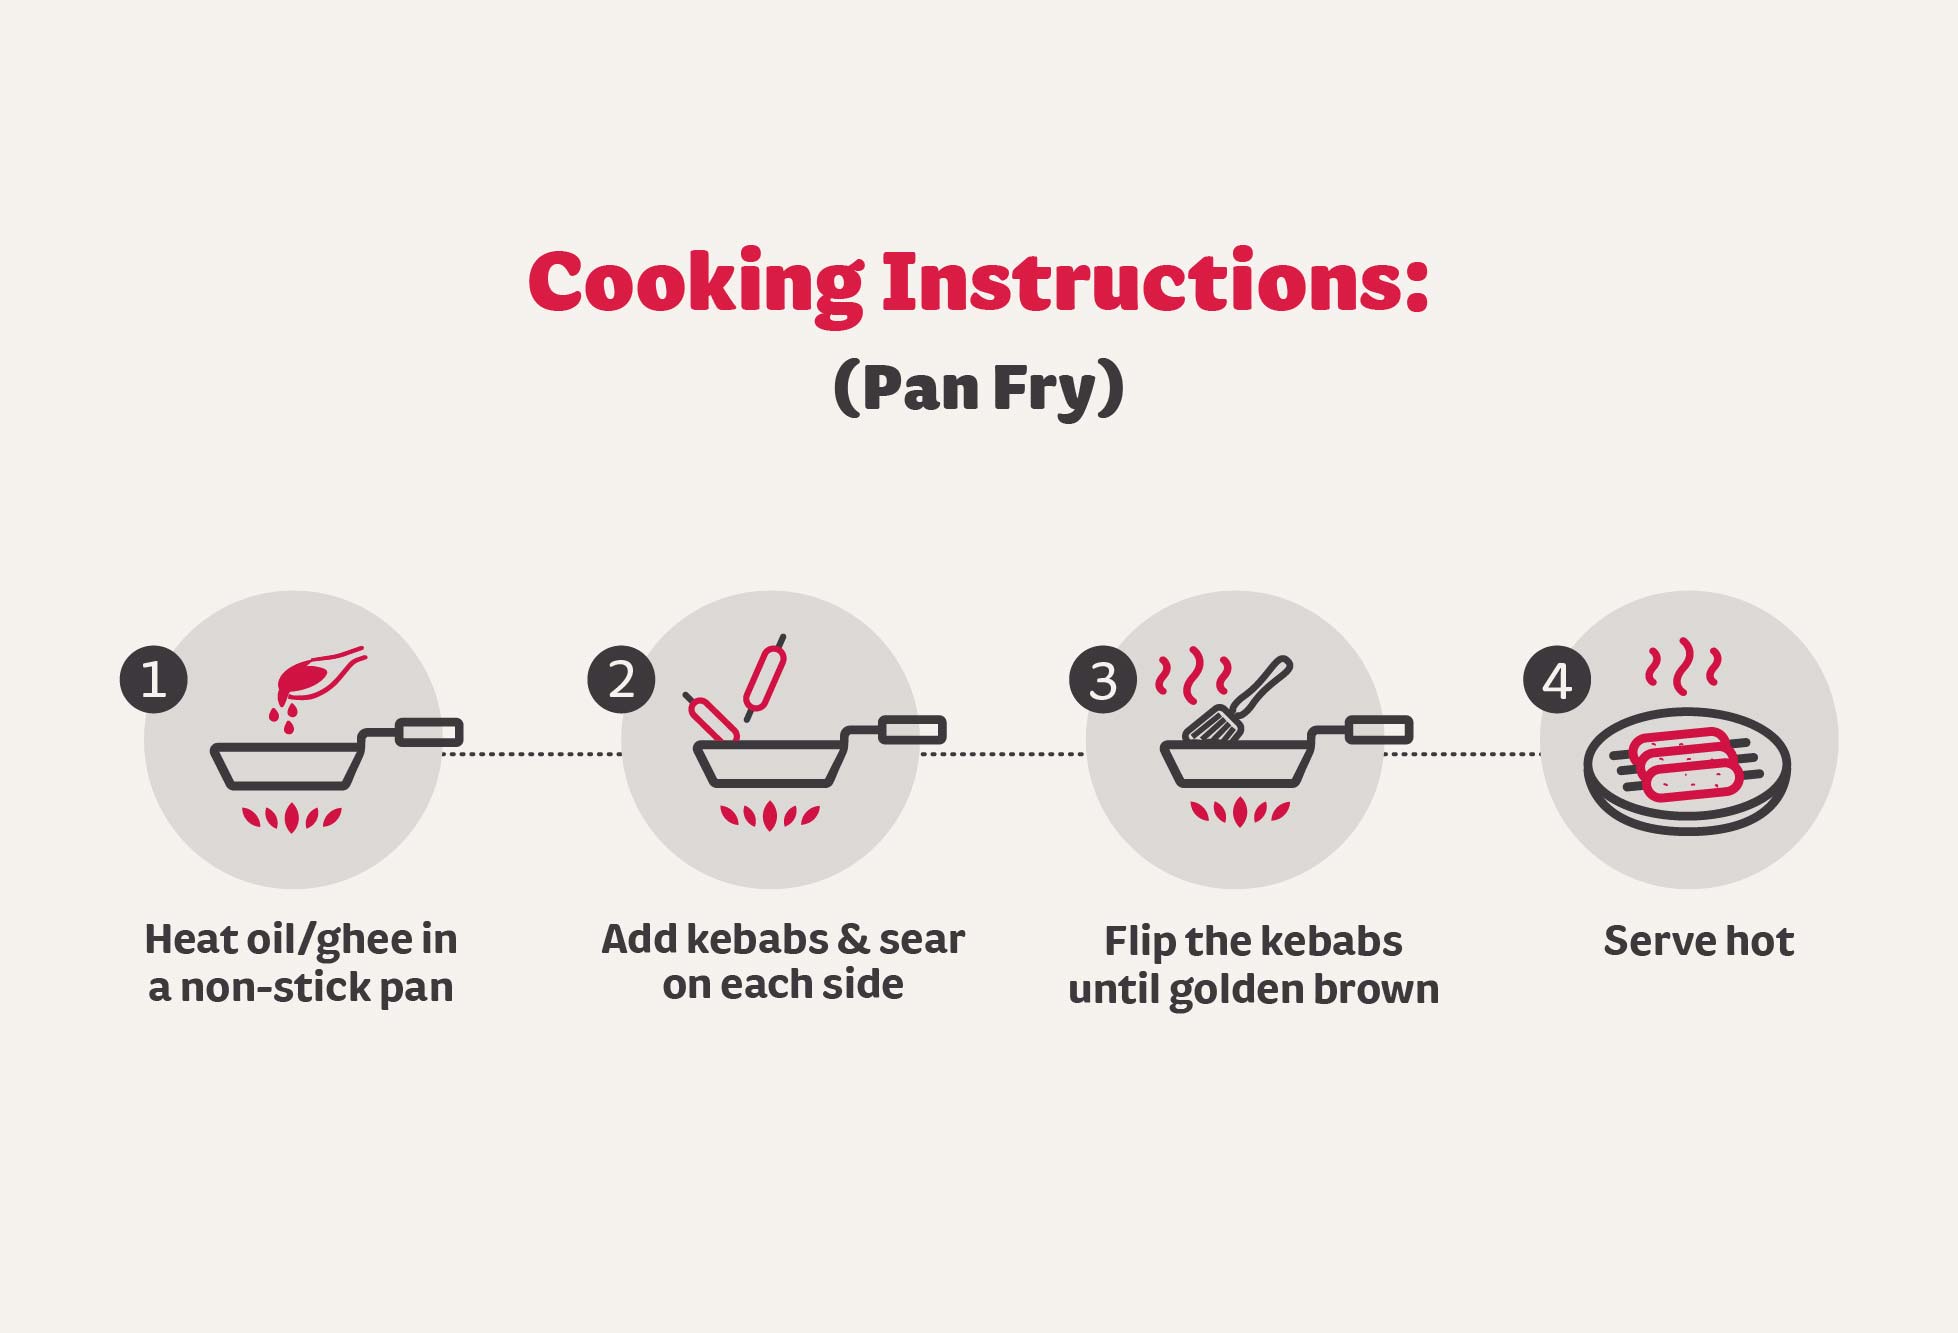 Cooking Instructions:
(Pan Fry)
1
Heat oil/ghee in
a non-stick pan
2
Add kebabs & sear
on each side
3
Flip the kebabs
until golden brown
4
Serve hot